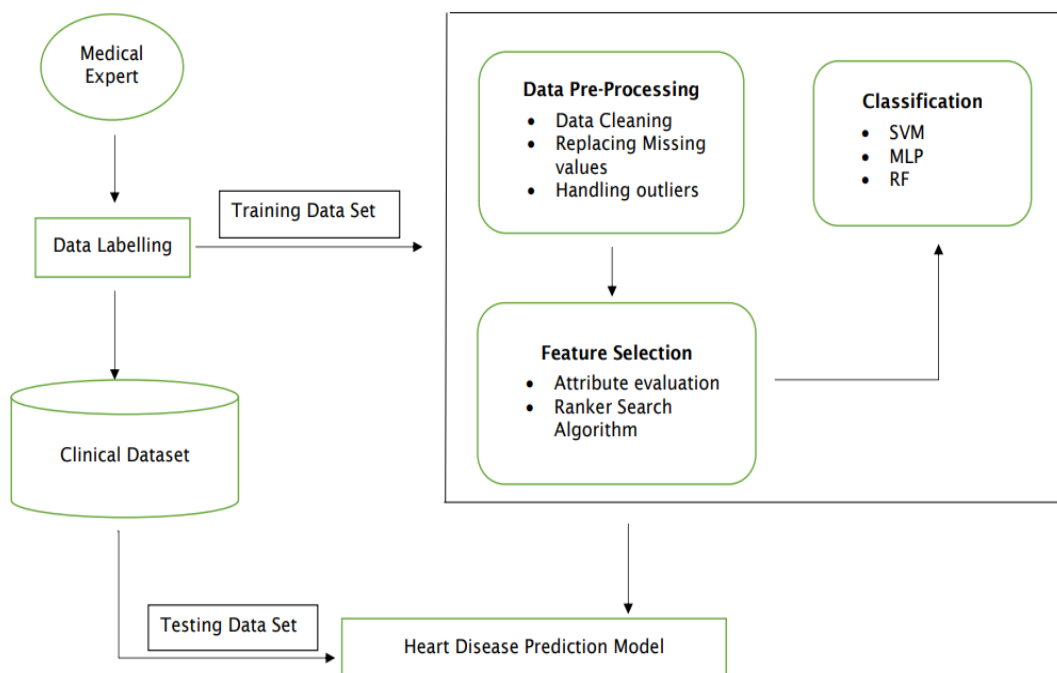 Medical
Expert
Data Labelling
Training Data Set
Clinical Dataset
Testing Data Set
Data Pre-Processing
• Data Cleaning
• Replacing Missing
values
• Handling outliers
Feature Selection
• Attribute evaluation
• Ranker Search
Algorithm
Classification
• SVM
• MLP
• RF
Heart Disease Prediction Model